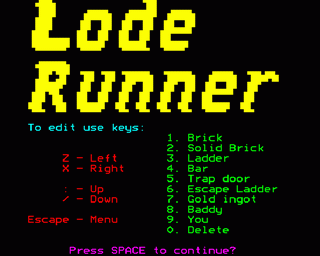 Lode
Runner
To edit use keys:
1. Brick
2. Solid Brick
Z - Left 3. Ladder
X - Right 4. Bar
5. Trap door
: - Up 6. Escape Ladder
/ - Down 7. Gold ingot
8. Baddy
Escape - Menu 9. You
0. Delete
Press SPACE to continue?